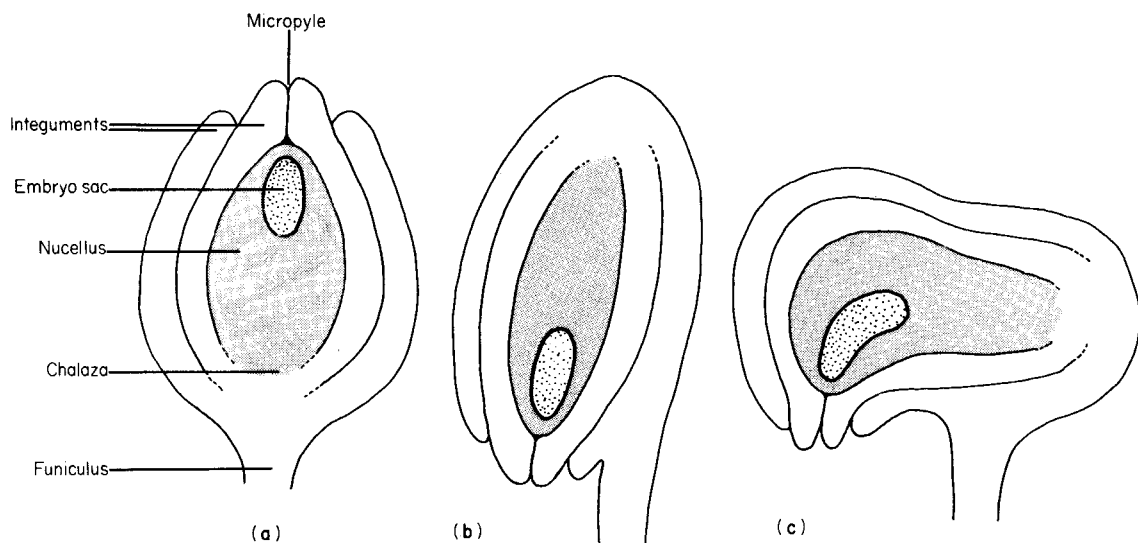 Micropyle
Integuments
Embryo sac
Nucellus
Chalaza
Funiculus
(a)
(b)
(c)